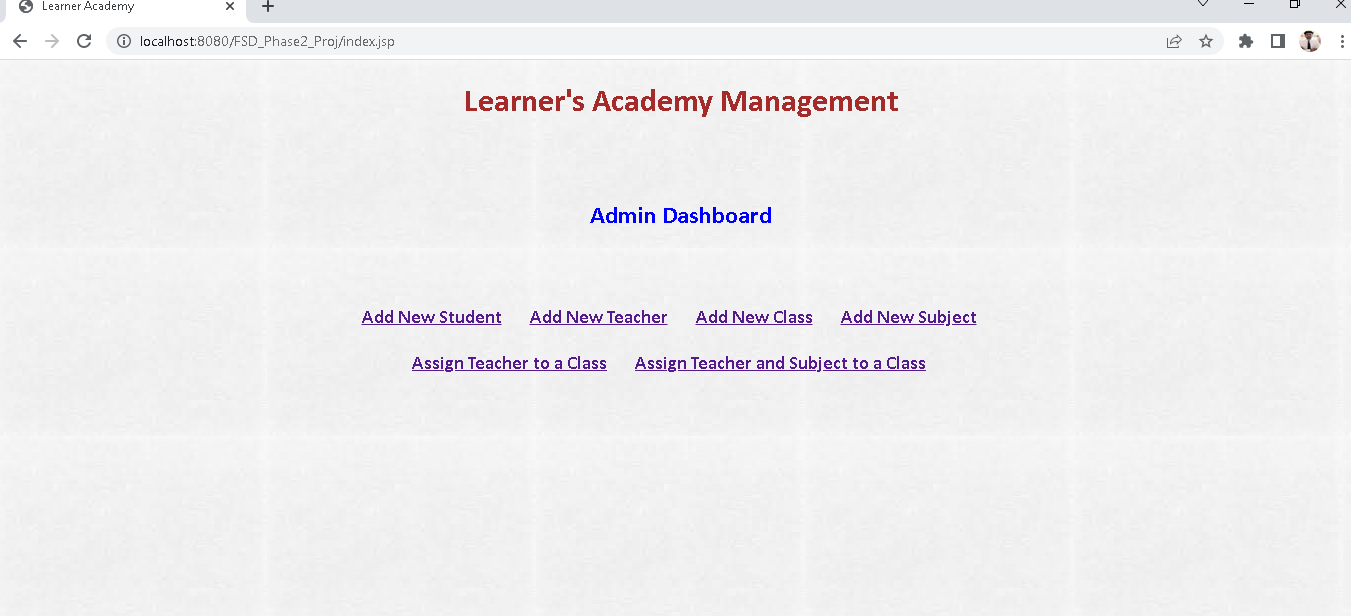 Learner Academy
localhost:8080/FSD_Phase2_Proj/index.jsp
Learner's Academy Management
Admin Dashboard
Add New Student Add New Teacher Add New Class Add New Subject
Assign Teacher to a Class Assign Teacher and Subject to a Class